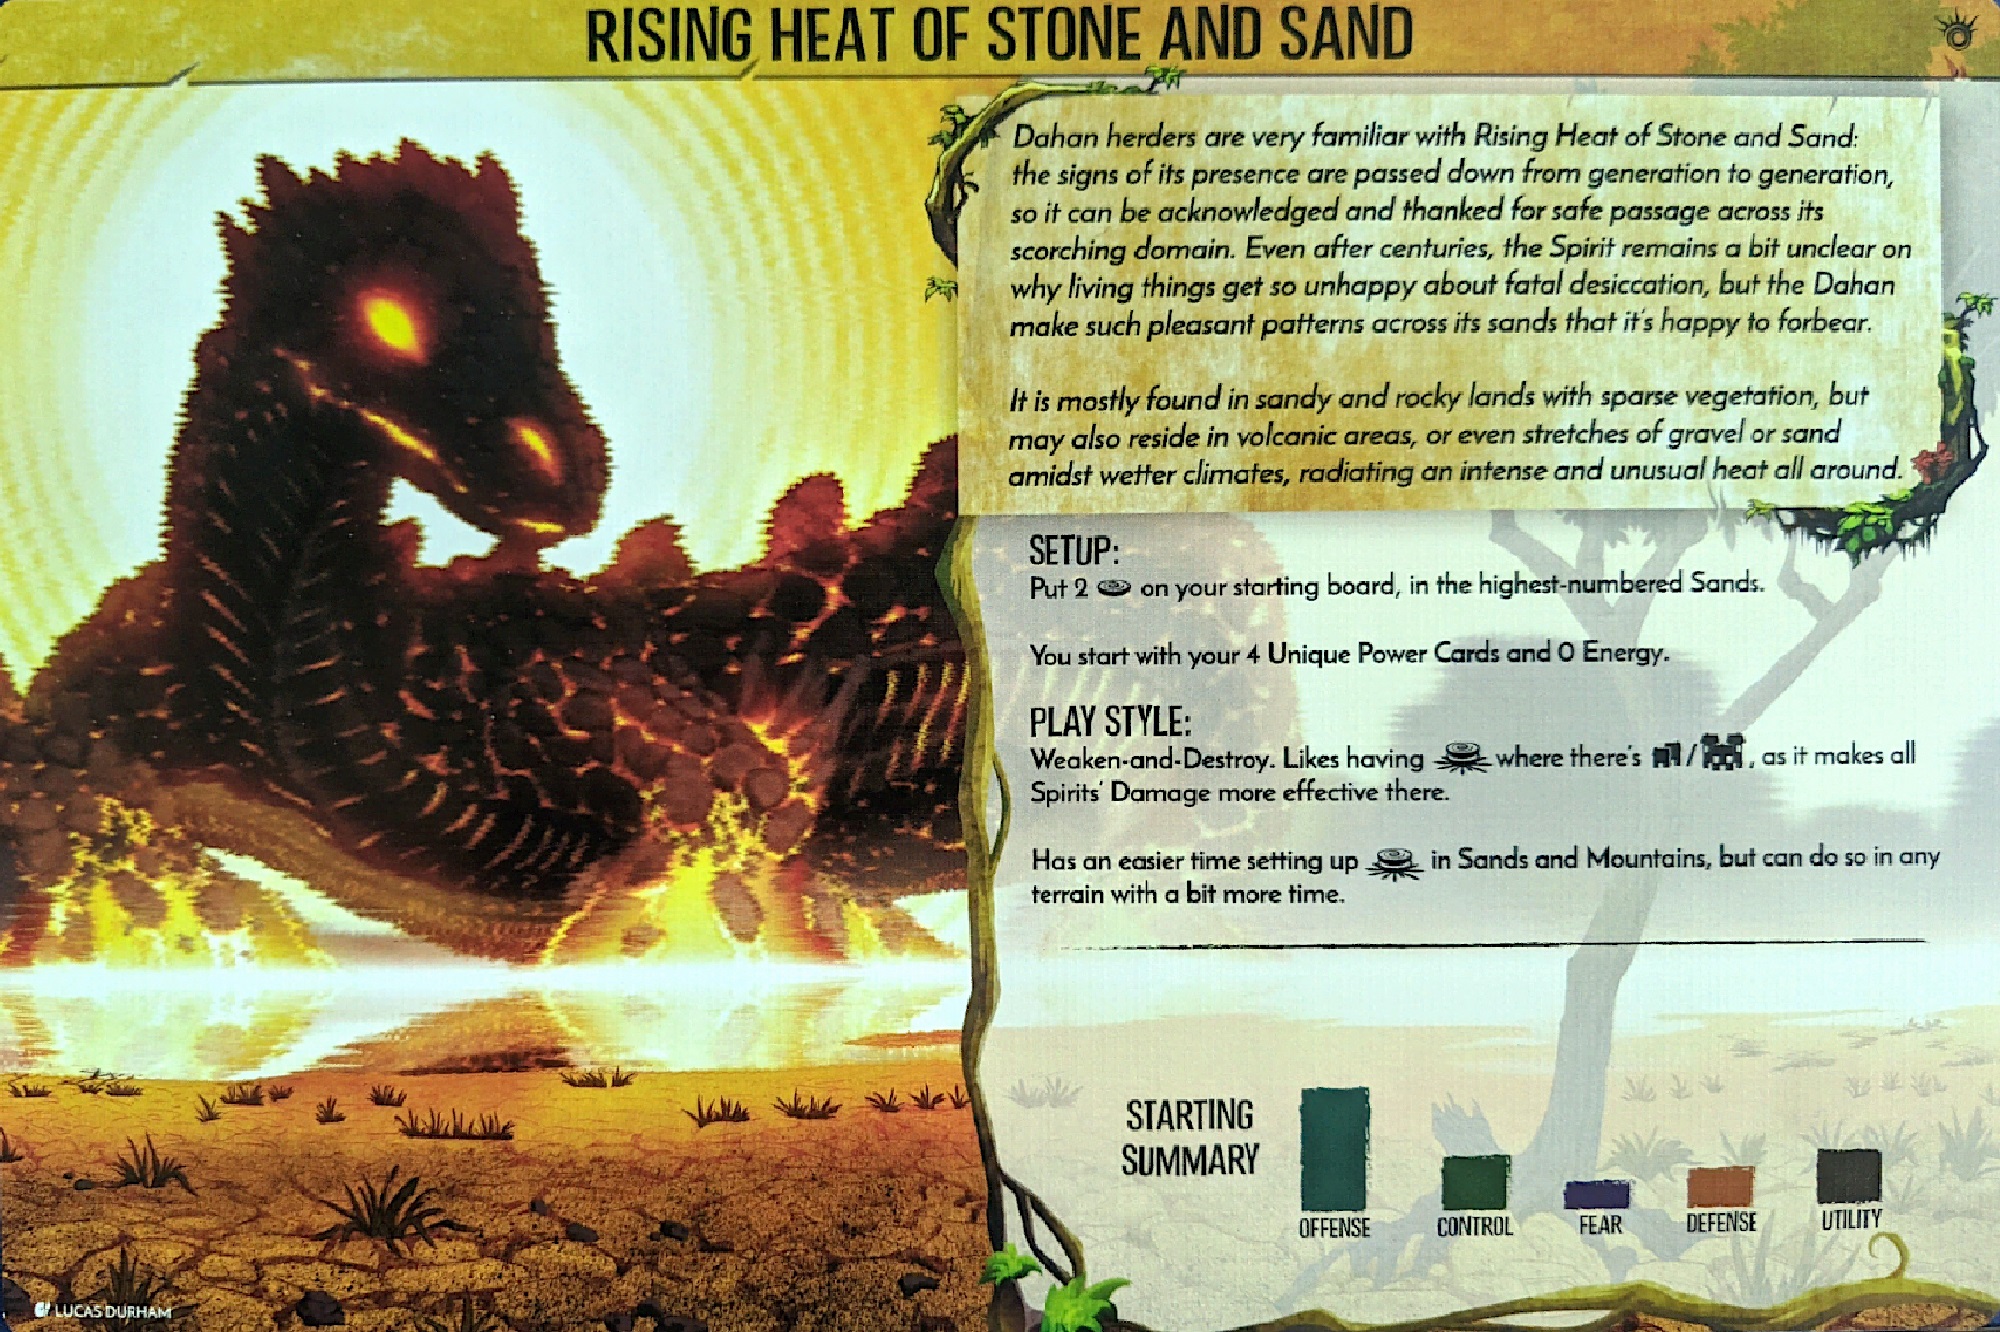 RISING HEAT OF STONE AND SAND
Dahan herders are very familiar with Rising Heat of Stone and Sand:
the signs of its presence are passed down from generation to generation,
so it can be acknowledged and thanked for safe passage across its
scorching domain. Even after centuries, the Spirit remains a bit unclear on
why living things get so unhappy about fatal desiccation, but the Dahan
make such pleasant patterns across its sands that it's happy to forbear.
It is mostly found in sandy and rocky lands with sparse vegetation, but
may also reside in volcanic areas, or even stretches of gravel or sand
amidst wetter climates, radiating an intense and unusual heat all around.
SETUP:
Put 2 on your starting board, in the highest-numbered Sands.
You start with your 4 Unique Power Cards and 0 Energy.
PLAY STYLE:
Weaken-and-Destroy. Likes having where there's / , as it makes all
Spirits' Damage more effective there.
Has an easier time setting up in Sands and Mountains, but can do so in any
terrain with a bit more time.
STARTING
SUMMARY
OFFENSE CONTROL FEAR DEFENSE UTILITY
LUCAS DURHAM